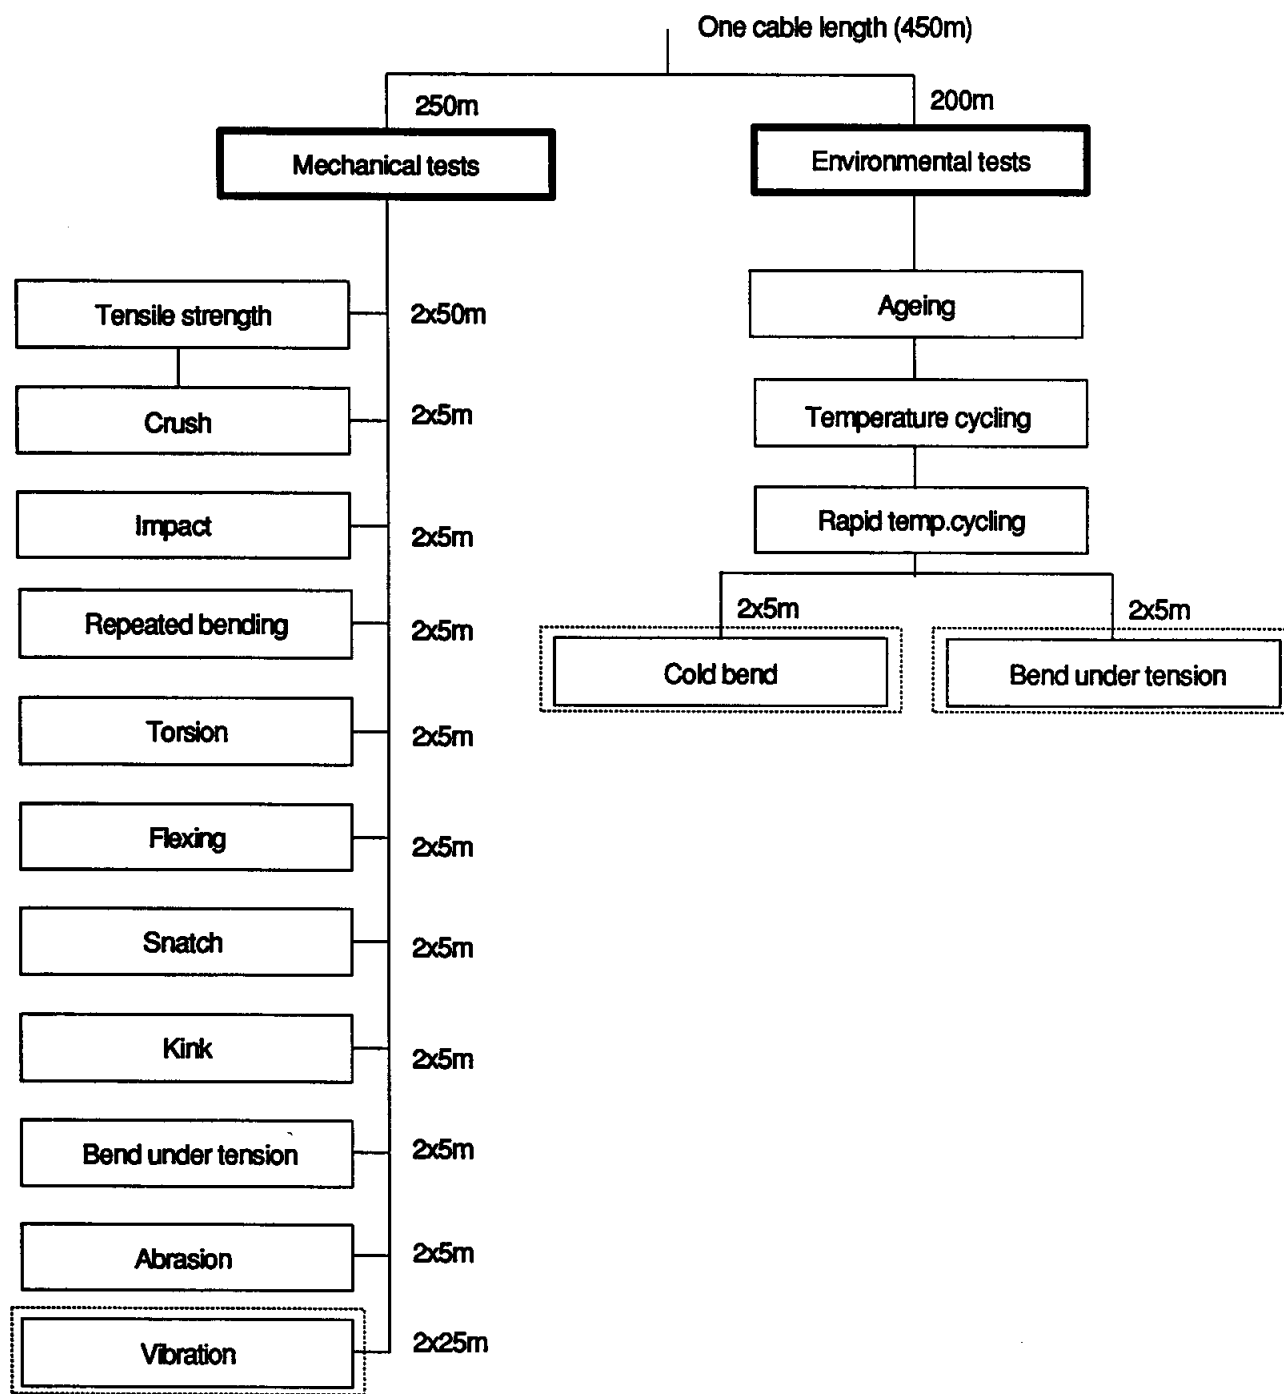 One cable length (450m)
250m
200m
Mechanical tests
Environmental tests
Tensile strength
2x50m
Crush
2x5m
Impact
2x5m
Repeated bending
2x5m
Torsion
2x5m
Flexing
2x5m
Snatch
2x5m
Kink
2x5m
Bend under tension
2x5m
Abrasion
2x5m
Vibration
2x25m
Ageing
Temperature cycling
Rapid temp.cycling
2x5m
2x5m
Cold bend
Bend under tension